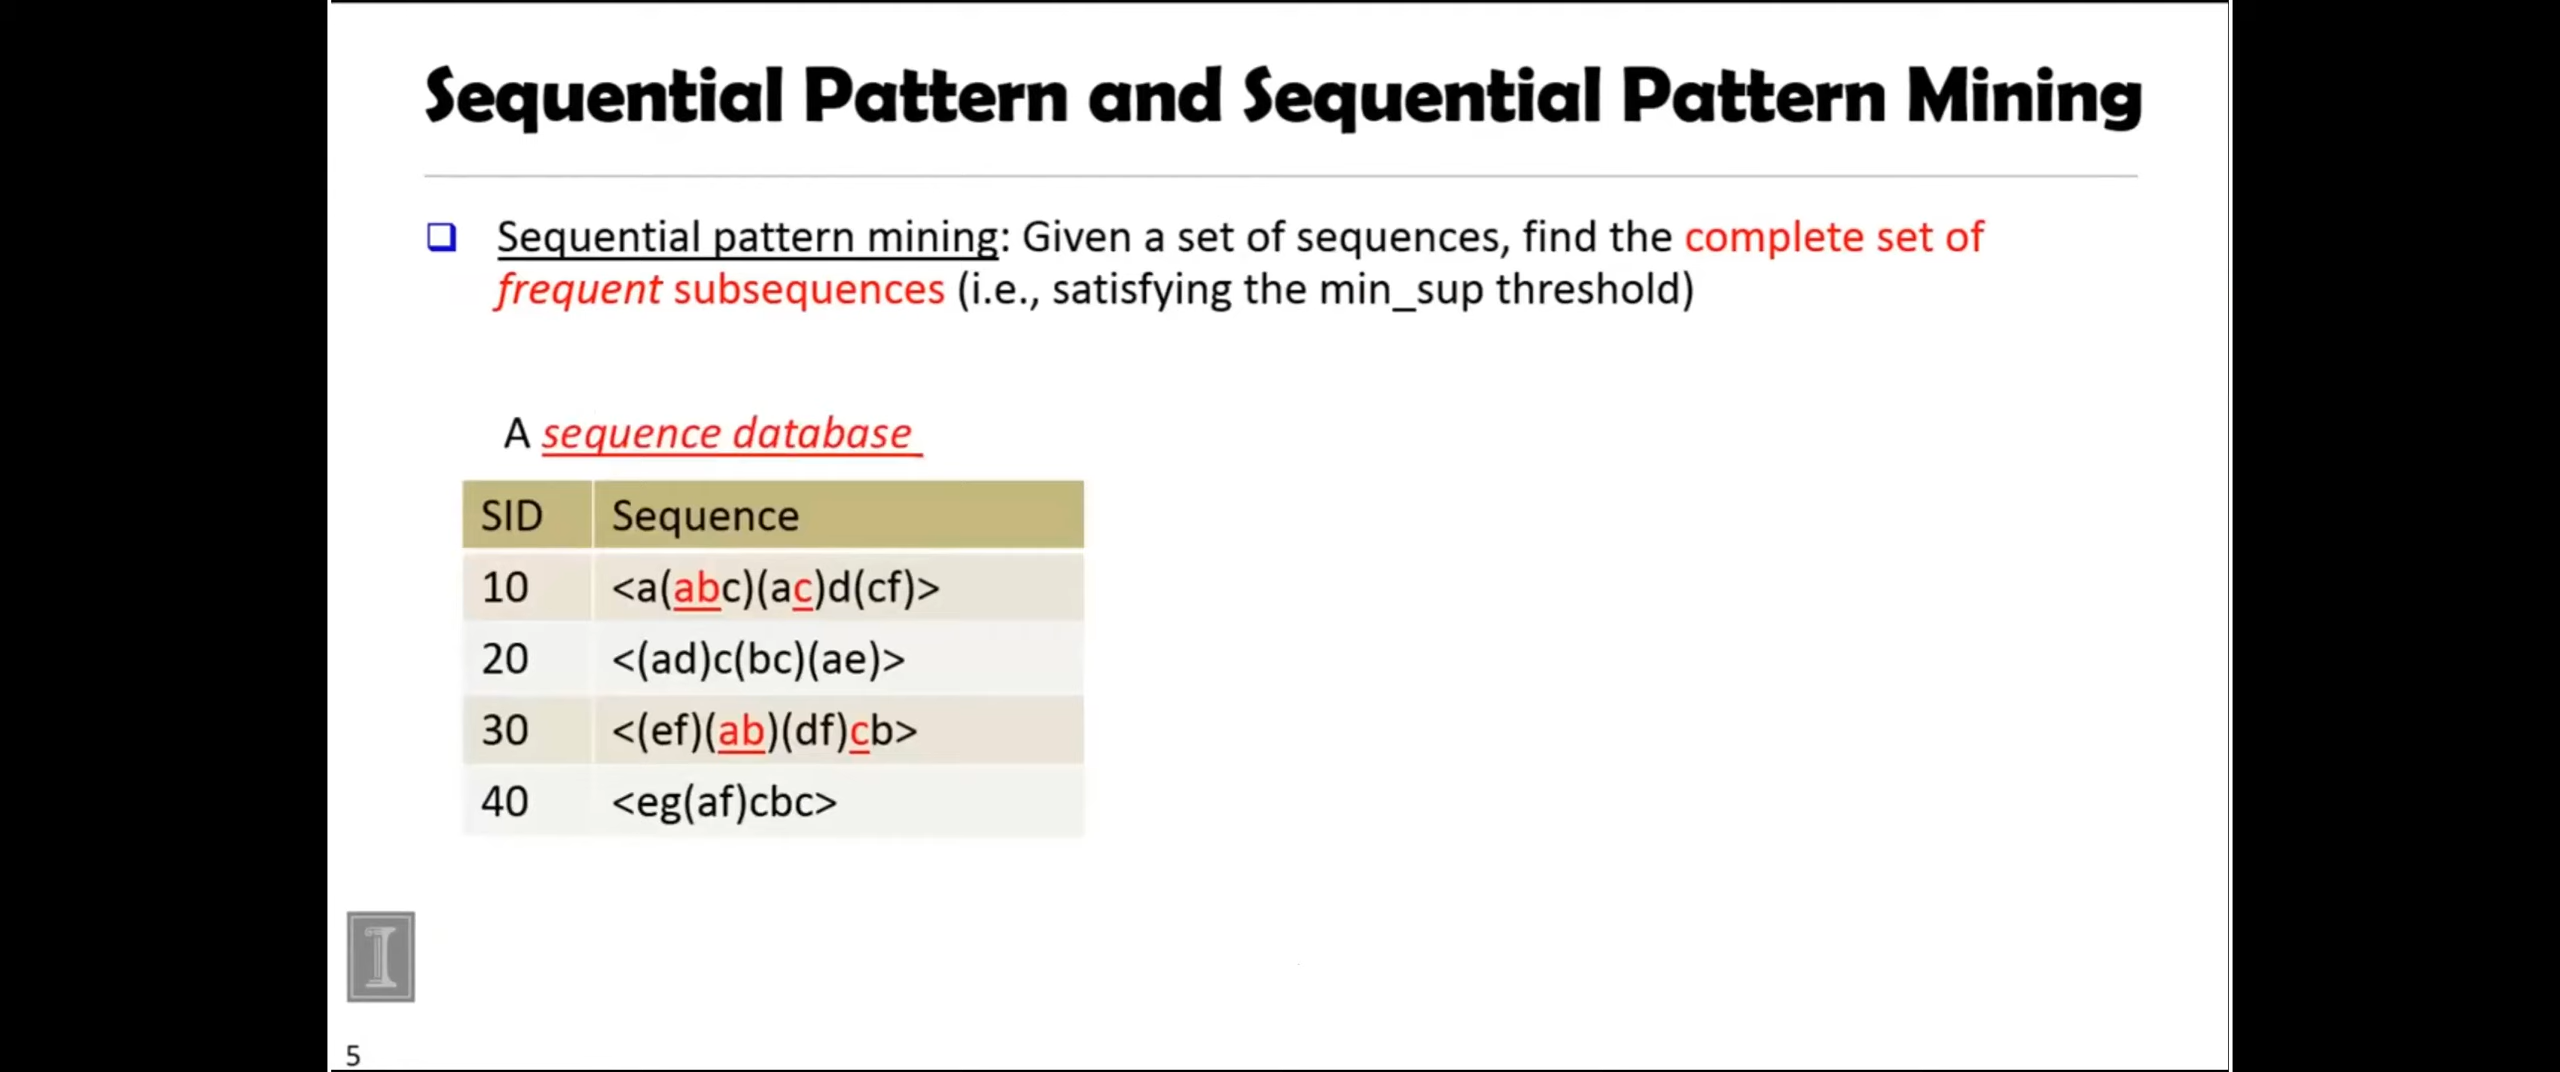 Sequential Pattern and Sequential Pattern Mining
Sequential pattern mining: Given a set of sequences, find the complete set of
frequent subsequences (i.e., satisfying the min_sup threshold)
A sequence database
SID Sequence
10 <a(abc)(ac)d(cf)>
20 <(ad)c(bc)(ae)>
30 <(ef)(ab)(df)cb>
40 <eg(af)cbc>
I
5